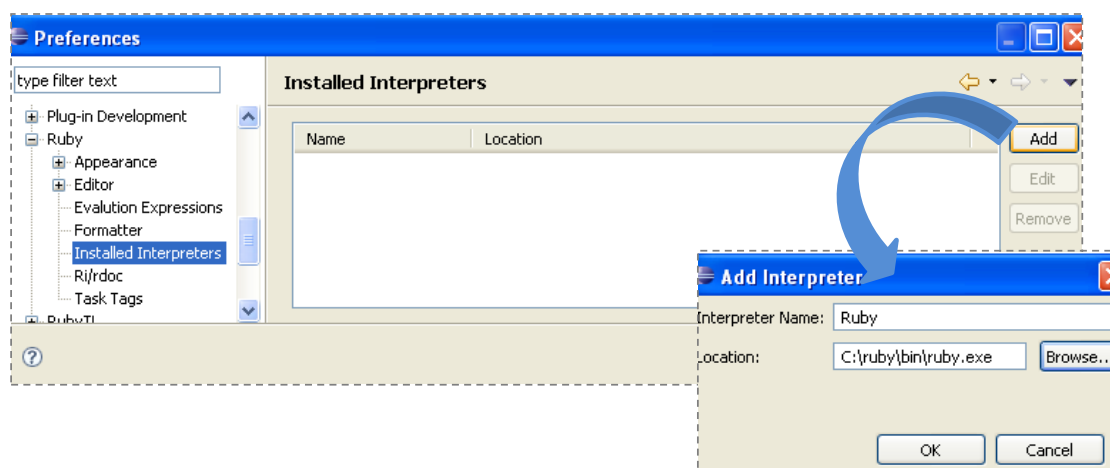 Preferences
type filter text
Installed Interpreters
Plug-in Development
Ruby
Appearance
Editor
Evalution Expressions
Formatter
Installed Interpreters
Ri/rdoc
Task Tags
RubyTL
Name Location
Add
Edit
Remove
Add Interpreter
Interpreter Name: Ruby
Location: C:\ruby\bin\ruby.exe Browse..
OK Cancel